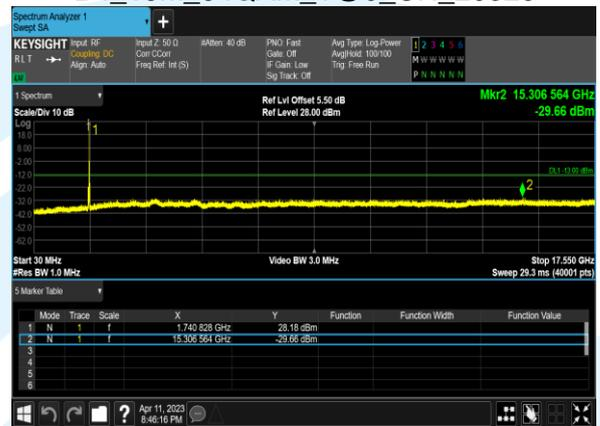 Spectrum Analyzer 1
Swept SA
+
KEYSIGHT Input: RF Input Z: 50 Ω #Atten: 40 dB PNO: Fast Avg Type: Log-Power 1 2 3 4 5 6
RLT Coupling: DC Corr CCorr Gate: Off Avg|Hold: 100/100 M W W W W W
Align: Auto Freq Ref: Int (S) IF Gain: Low Trig: Free Run
Sig Track: Off P N N N N N
LW
1 Spectrum Ref Lvl Offset 5.50 dB Mkr2 15.306 564 GHz
Scale/Div 10 dB Ref Level 28.00 dBm -29.66 dBm
Log
18.0
8.00
-2.00
-12.0
-22.0
-32.0
-42.0
-52.0
-62.0
1
DL1 -13.00 dBm
2
Start 30 MHz Video BW 3.0 MHz Stop 17.550 GHz
#Res BW 1.0 MHz Sweep 29.3 ms (40001 pts)
5 Marker Table
Mode Trace Scale X Y Function Function Width Function Value
1 N 1 f 1.740 828 GHz 28.18 dBm
2 N 1 f 15.306 564 GHz -29.66 dBm
3
4
5
6
? Apr 11, 2023
8:46:16 PM